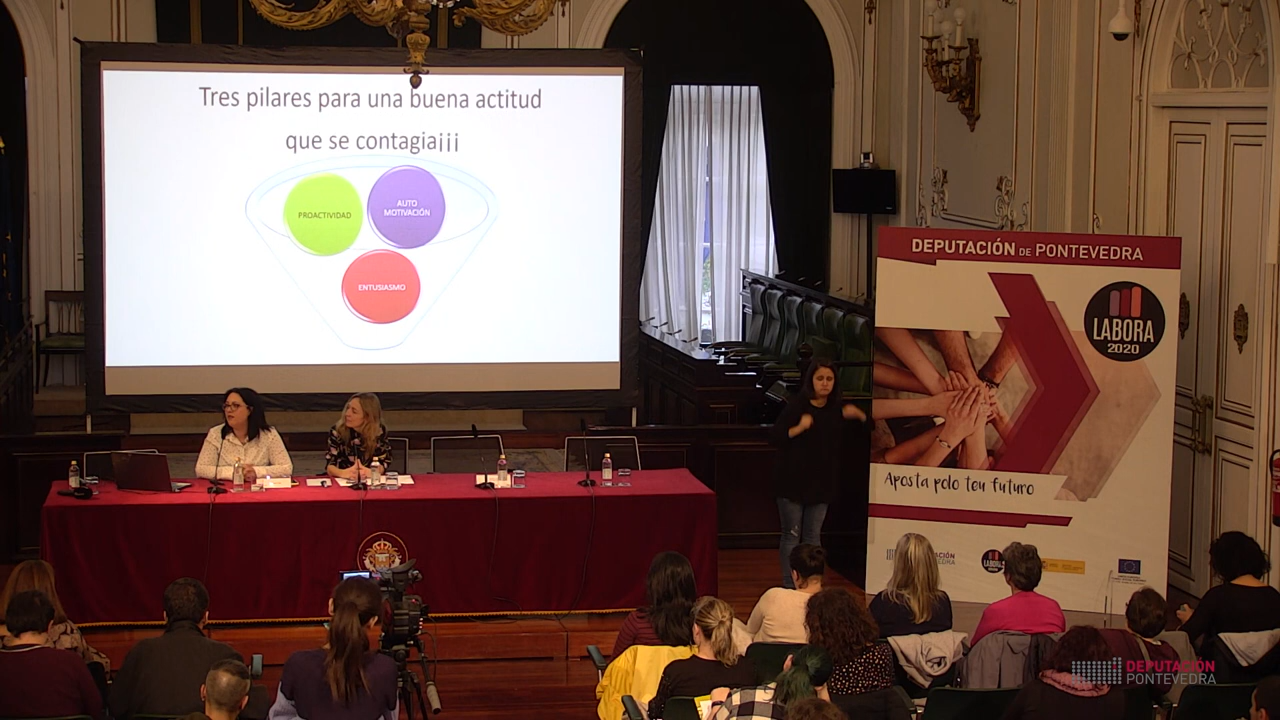 Tres pilares para una buena actitud
que se contagia¡¡¡
PROACTIVIDAD
AUTO
MOTIVACIÓN
ENTUSIASMO
DEPUTACIÓN DE PONTEVEDRA
LABORA
2020
Aposta polo teu futuro
LABORA
DEPUTACIÓN
PONTEVEDRA